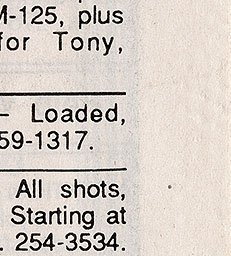 M-125, plus
for Tony,
– Loaded,
59-1317.
All shots,
Starting at
. 254-3534.